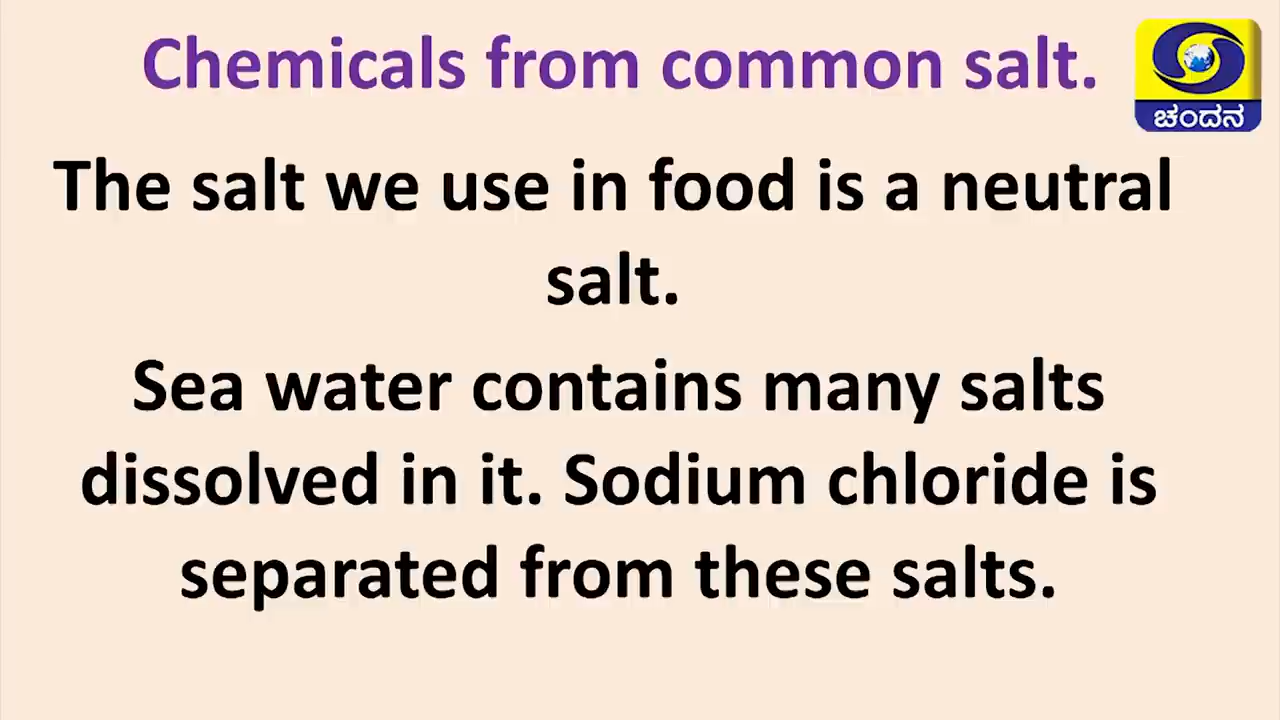 Chemicals from common salt.
ಚಂದನ
The salt we use in food is a neutral
salt.
Sea water contains many salts
dissolved in it. Sodium chloride is
separated from these salts.